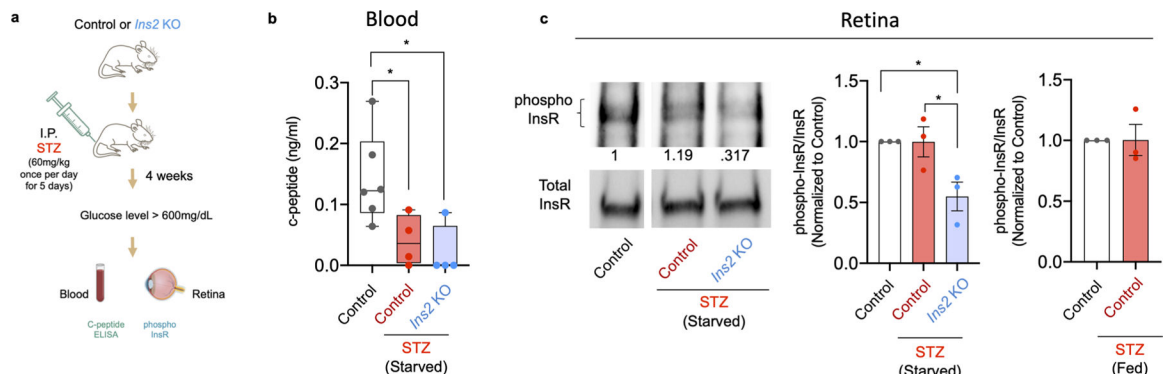 a
Control or Ins2 KO
I.P.
STZ
(60mg/kg
once per day
for 5 days)
4 weeks
Glucose level > 600mg/dL
Blood
Retina
C-peptide
ELISA
phospho
InsR
b
Blood
c-peptide (ng/ml)
0.3
0.2
0.1
0.0
*
*
Control
Control
Ins2 KO
STZ
(Starved)
c
Retina
phospho
InsR
1
1.19
.317
Total
InsR
Control
Control
Ins2 KO
STZ
(Starved)
phospho-InsR/InsR
(Normalized to Control)
1.5
1.0
0.5
0.0
*
*
Control
Control
Ins2 KO
STZ
(Starved)
phospho-InsR/InsR
(Normalized to Control)
1.5
1.0
0.5
0.0
Control
Control
STZ
(Fed)